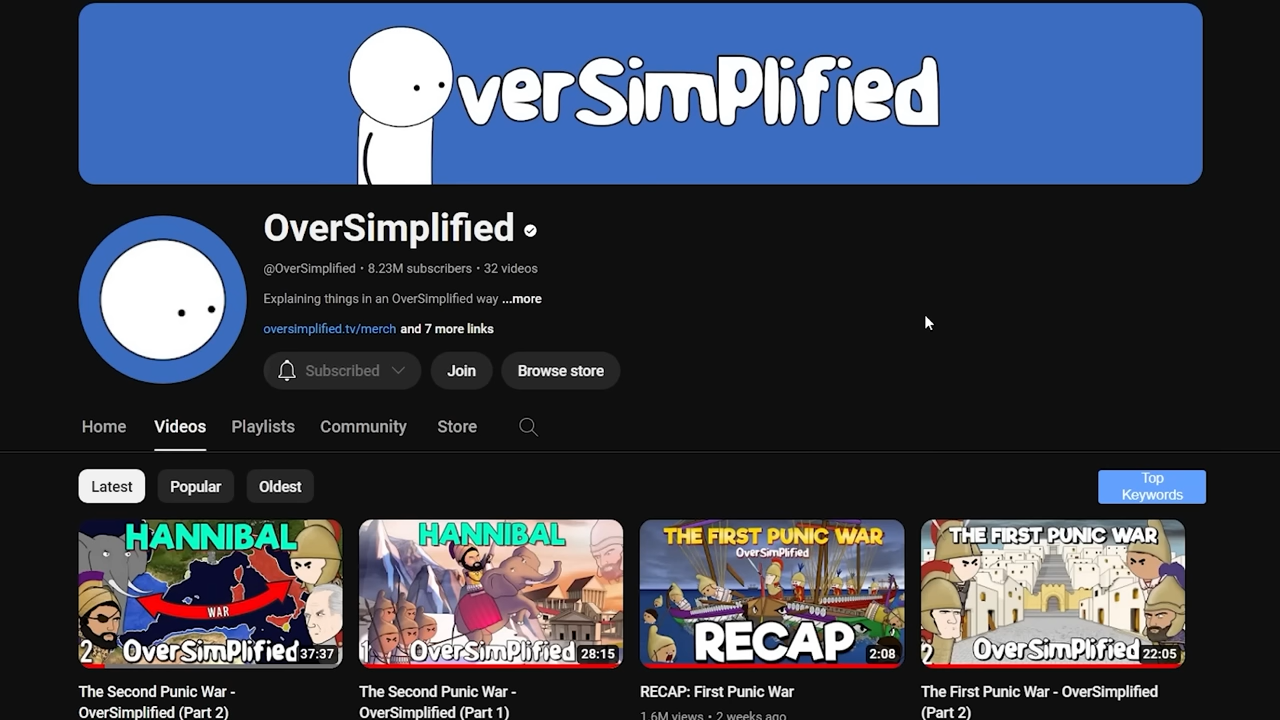 verSimPlified
OverSimplified
@OverSimplified • 8.23M subscribers • 32 videos
Explaining things in an OverSimplified way ...more
oversimplified.tv/merch and 7 more links
Subscribed
Join
Browse store
Home
Videos
Playlists
Community
Store
Latest
Popular
Oldest
Top
Keywords
HANNIBAL
WAR
2
OverSimPlified
37:37
HANNIBAL
1
OverSimPlified
28:15
THE FIRST PUNIC WAR
OverSimPlified
RECAP
2:08
THE FIRST PUNIC WAR
2
OverSimPlified
22:05
The Second Punic War -
OverSimplified (Part 2)
The Second Punic War -
OverSimplified (Part 1)
RECAP: First Punic War
1.6M views • 2 weeks ago
The First Punic War - OverSimplified
(Part 2)